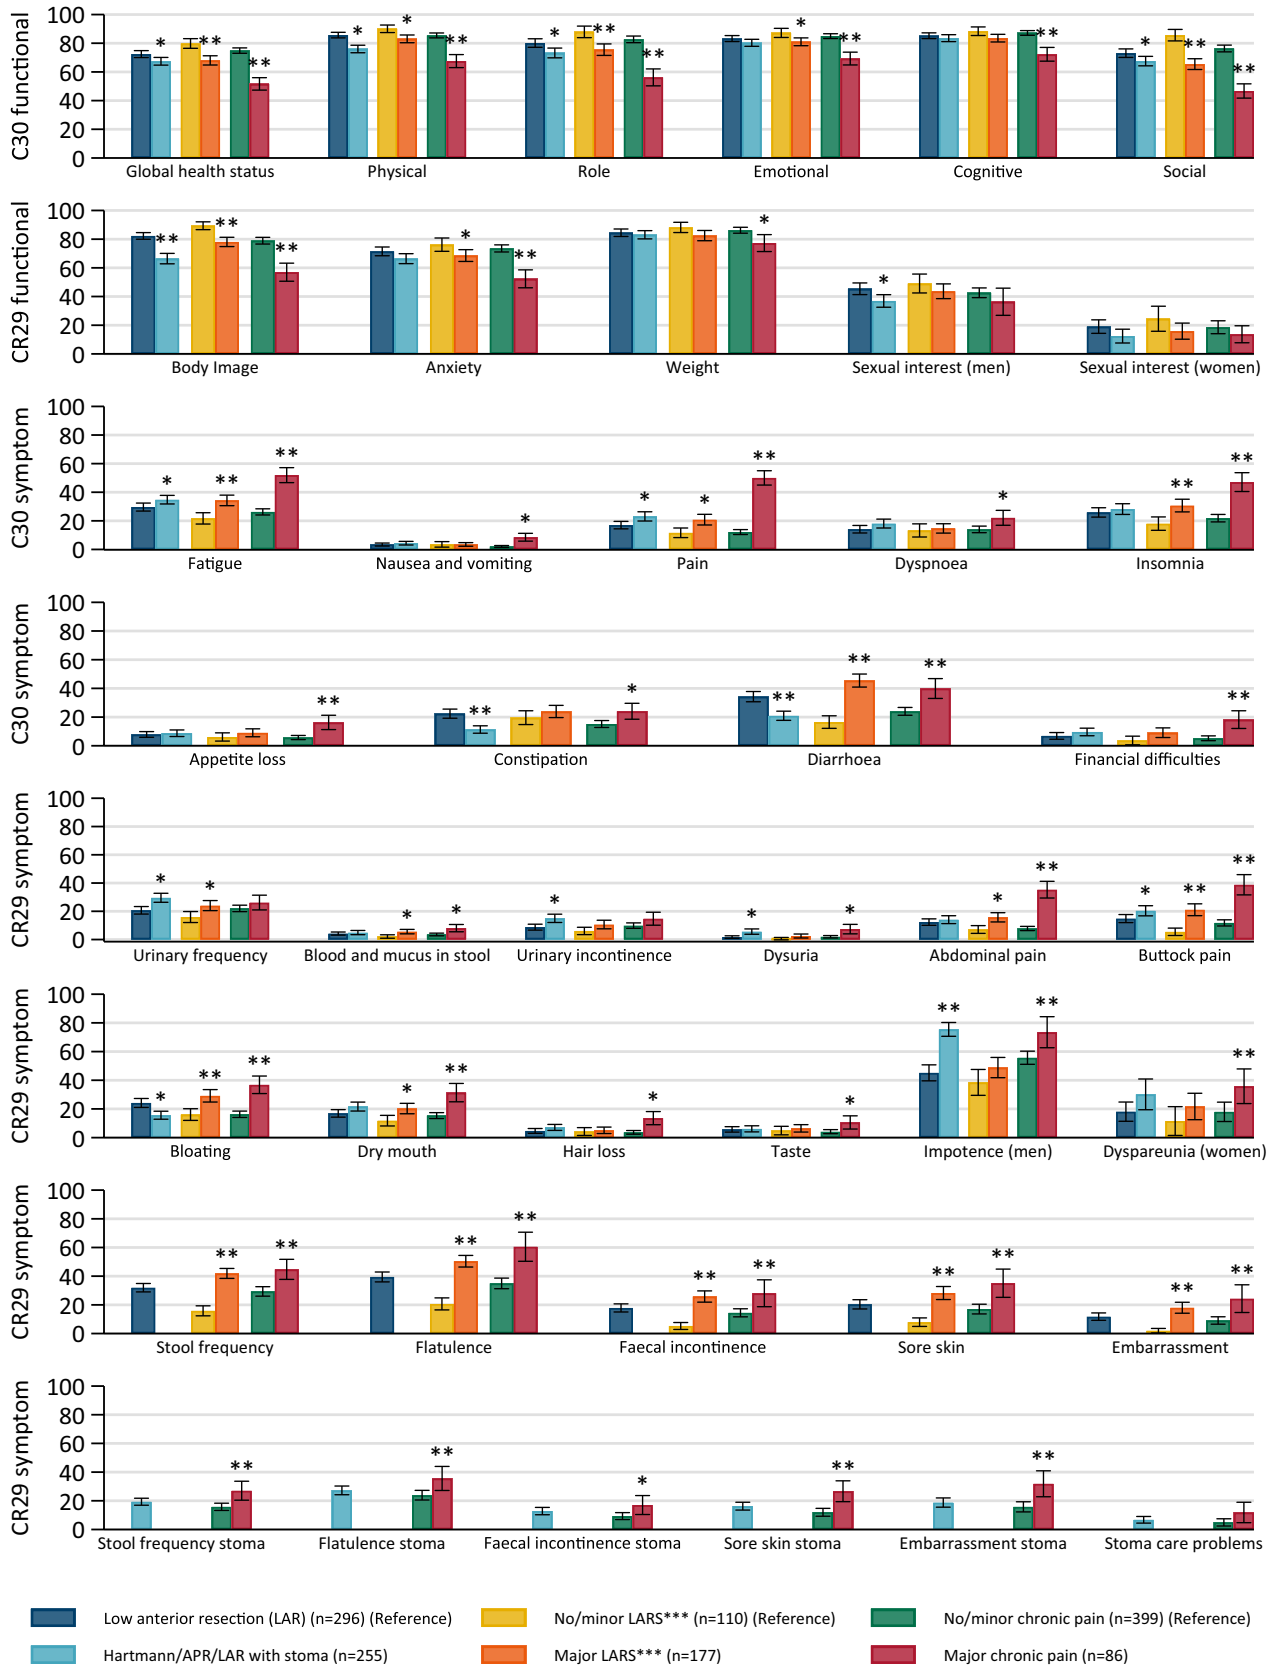 C30 functional
100
80
60
40
20
0
* ** ** * * ** * ** ** * ** ** * ** **
Global health status Physical Role Emotional Cognitive Social
CR29 functional
100
80
60
40
20
0
** ** ** * ** * *
Body Image Anxiety Weight Sexual interest (men) Sexual interest (women)
C30 symptom
100
80
60
40
20
0
* ** ** * * * ** * ** **
Fatigue Nausea and vomiting Pain Dyspnoea Insomnia
C30 symptom
100
80
60
40
20
0
** ** * ** ** ** **
Appetite loss Constipation Diarrhoea Financial difficulties
CR29 symptom
100
80
60
40
20
0
* * * * * * * * ** * ** **
Urinary frequency Blood and mucus in stool Urinary incontinence Dysuria Abdominal pain Buttock pain
CR29 symptom
100
80
60
40
20
0
* ** ** * ** * * ** ** **
Bloating Dry mouth Hair loss Taste Impotence (men) Dyspareunia (women)
CR29 symptom
100
80
60
40
20
0
** ** ** ** ** ** ** ** ** **
Stool frequency Flatulence Faecal incontinence Sore skin Embarrassment
CR29 symptom
100
80
60
40
20
0
** ** * ** **
Stool frequency stoma Flatulence stoma Faecal incontinence stoma Sore skin stoma Embarrassment stoma Stoma care problems
Low anterior resection (LAR) (n=296) (Reference) No/minor LARS*** (n=110) (Reference) No/minor chronic pain (n=399) (Reference)
Hartmann/APR/LAR with stoma (n=255) Major LARS*** (n=177) Major chronic pain (n=86)